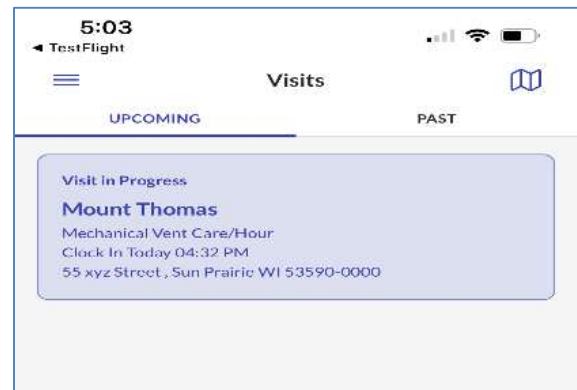 5:03
◄ TestFlight
Visits
UPCOMING PAST
Visit in Progress
Mount Thomas
Mechanical Vent Care/Hour
Clock In Today 04:32 PM
55 xyz Street , Sun Prairie WI 53590-0000